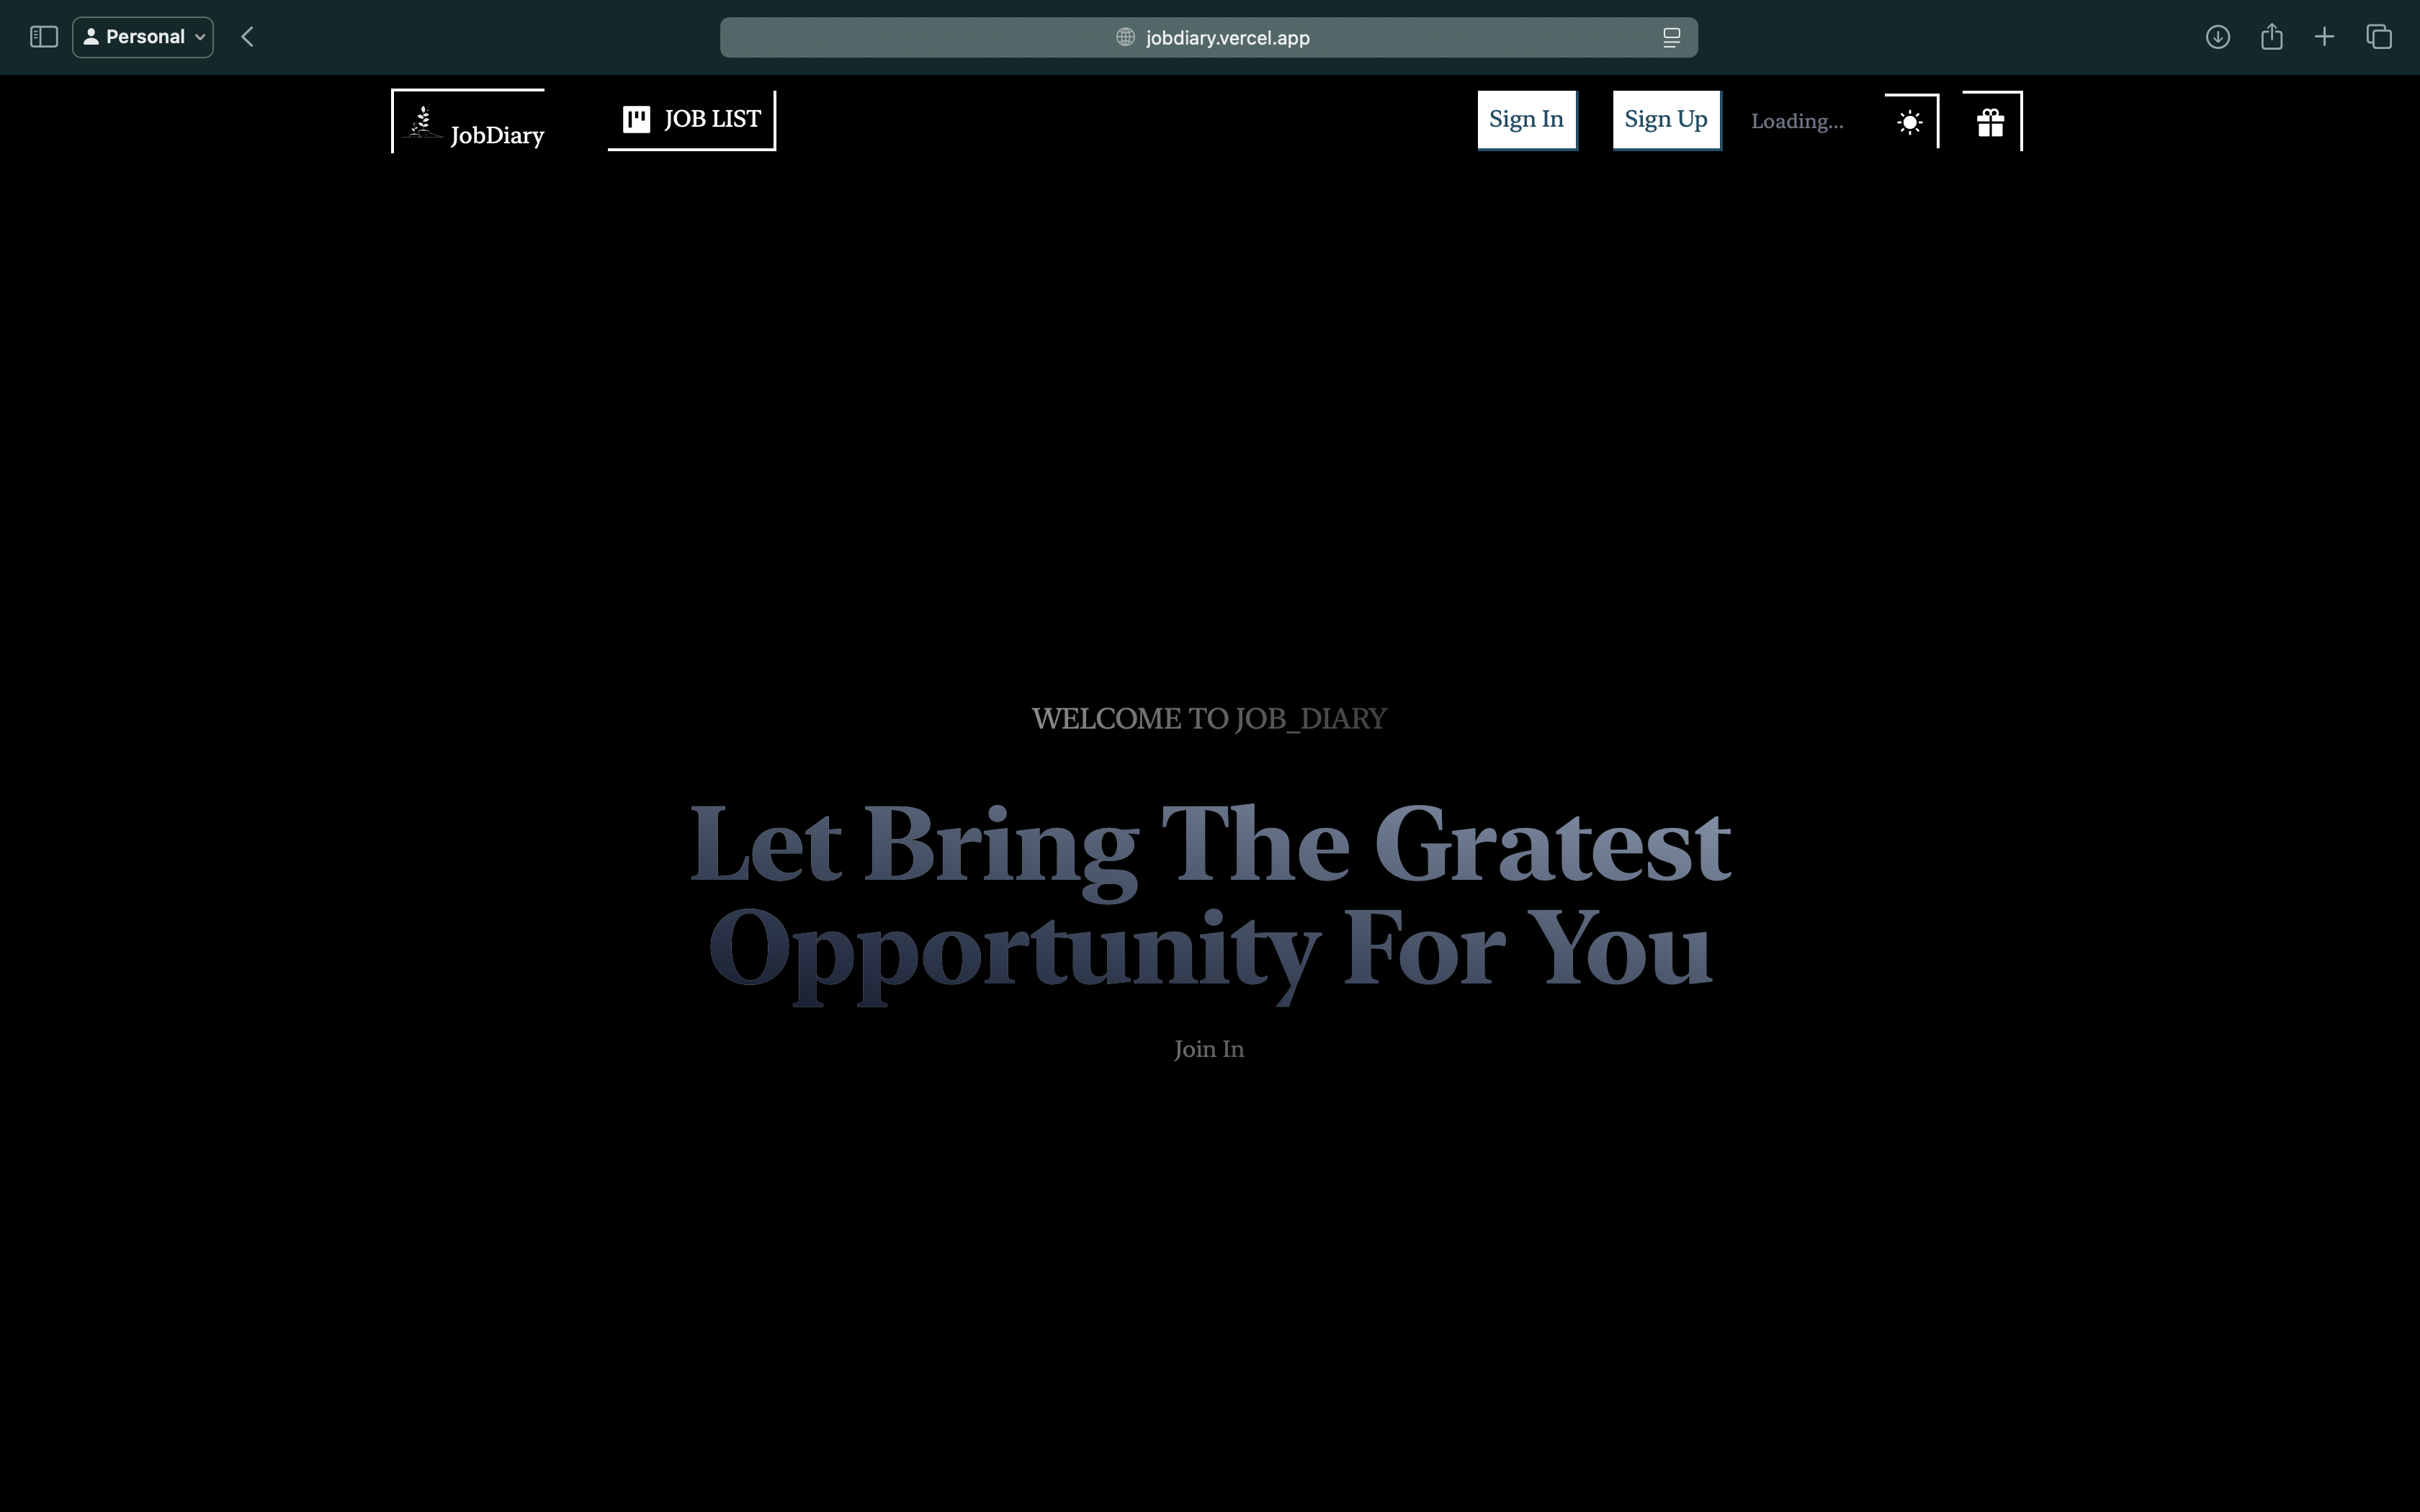 Personal
jobdiary.vercel.app
JobDiary
JOB LIST
Sign In
Sign Up
Loading...
WELCOME TO JOB_DIARY
Let Bring The Gratest
Opportunity For You
Join In